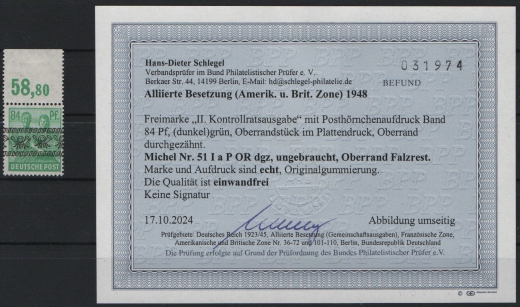 58,80
84 Pf.
DEUTSCHE POST
Hans-Dieter Schlegel
Verbandsprüfer im Bund Philatelistischer Prüfer e. V.
Berkaer Str. 44, 14199 Berlin, E-Mail: hd@schlegel-philatelie.de
031974
BEFUND
Alliierte Besetzung (Amerik. u. Brit. Zone) 1948
Freimarke „II. Kontrollratsausgabe" mit Posthörnchenaufdruck Band
84 Pf, (dunkel)grün, Oberrandstück im Plattendruck, Oberrand
durchgezähnt.
Michel Nr. 51 I a P OR dgz, ungebraucht, Oberrand Falzrest.
Marke und Aufdruck sind echt, Originalgummierung.
Die Qualität ist einwandfrei
Keine Signatur
17.10.2024
Abbildung umseitig
Prüfgebiete: Deutsches Reich 1923/45, Alliierte Besetzung (Gemeinschaftsausgaben), Französische Zone,
Amerikanische und Britische Zone Nr. 36-72 und 101-110, Berlin, Bundesrepublik Deutschland
Die Prüfung erfolgte auf Grund der Prüfordnung des Bundes Philatelistischer Prüfer e.V.